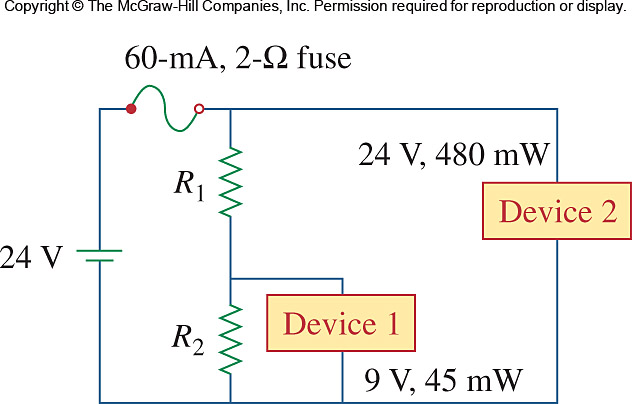 Copyright © The McGraw-Hill Companies, Inc. Permission required for reproduction or display.
60-mA, 2-Ω fuse
24 V, 480 mW
R₁
Device 2
24 V
Device 1
R₂
9 V, 45 mW